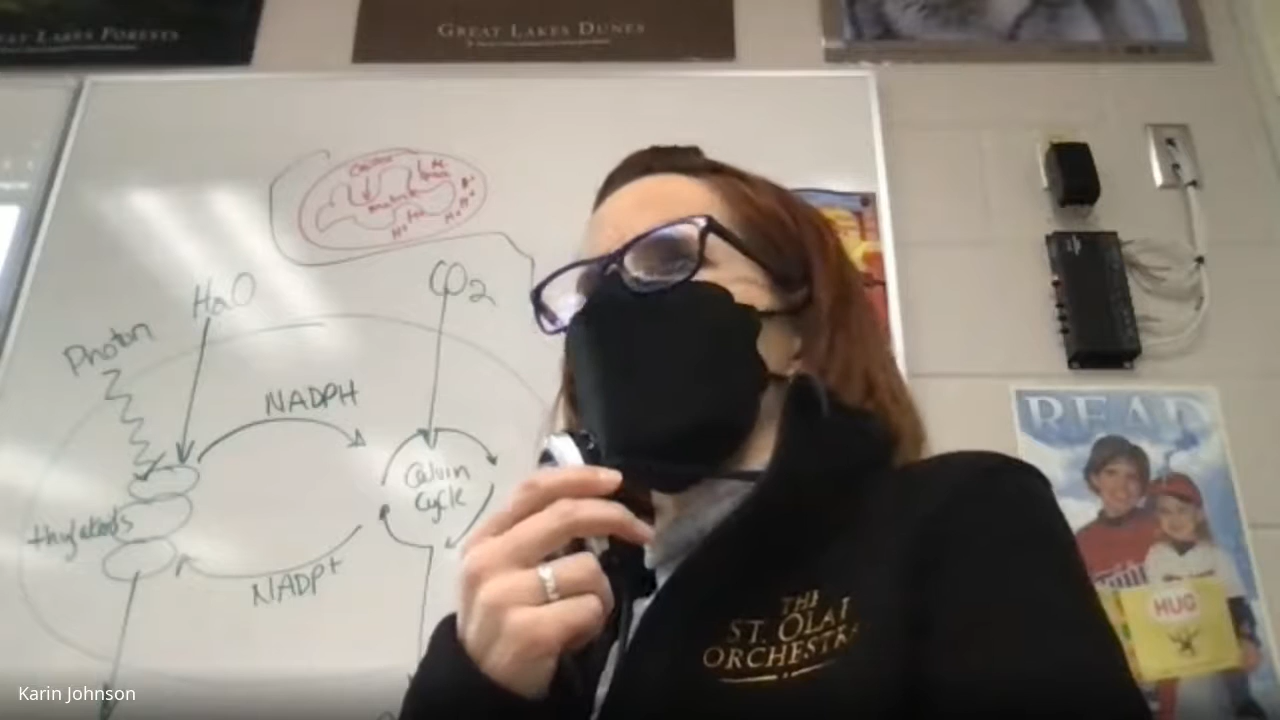 GREAT LAKES FORESTS
GREAT LAKES DUNES
matrix
H2O
CO2
Photon
NADPH
Calvin
Cycle
thylakoids
NADP+
THE
ST. OLAF
ORCHESTRA
READ
HUG
Karin Johnson